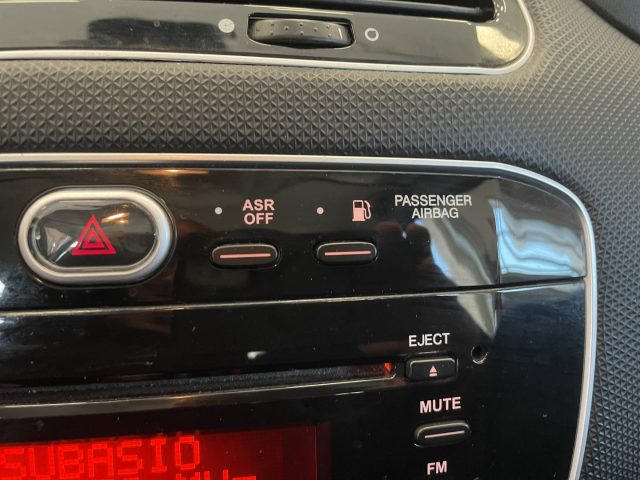 ASR
OFF
PASSENGER
AIRBAG
EJECT
MUTE
SUBASIO
FM